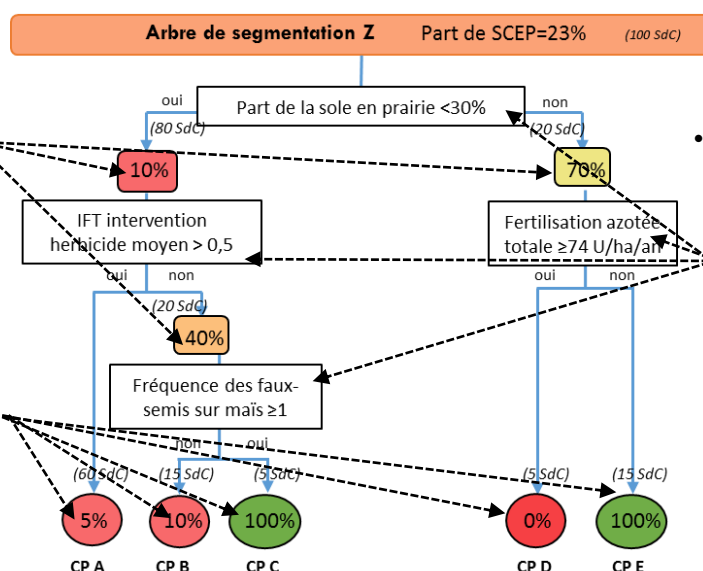 Arbre de segmentation Z Part de SCEP=23% (100 SdC)
oui
Part de la sole en prairie <30%
non
(80 SdC)
(20 SdC)
10%
70%
IFT intervention
herbicide moyen > 0,5
Fertilisation azotée
totale ≥74 U/ha/an
oui non
oui non
(20 SdC)
40%
Fréquence des faux-
semis sur maïs ≥1
non oui
(60 SdC) (15 SdC) (5 SdC) (5 SdC) (15 SdC)
5% 10% 100% 0% 100%
CP A CP B CP C CP D CP E